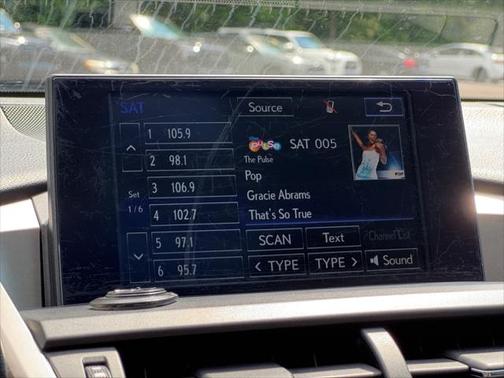 SAT
Source
1 105.9
2 98.1
Set
1/6
3 106.9
4 102.7
5 97.1
6 95.7
The Pulse
SAT 005
The Pulse
Pop
Gracie Abrams
That's So True
POP
SCAN
Text
Channel List
< TYPE
TYPE >
Sound